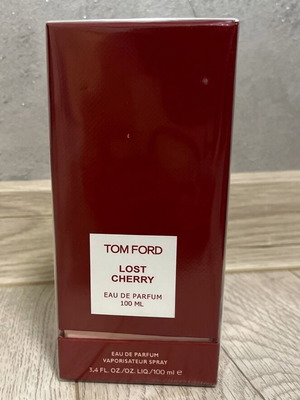 TOM FORD
LOST
CHERRY
EAU DE PARFUM
100 ML
EAU DE PARFUM
VAPORISATEUR SPRAY
3,4 FL. OZ./OZ. LIQ./100 ml ℮